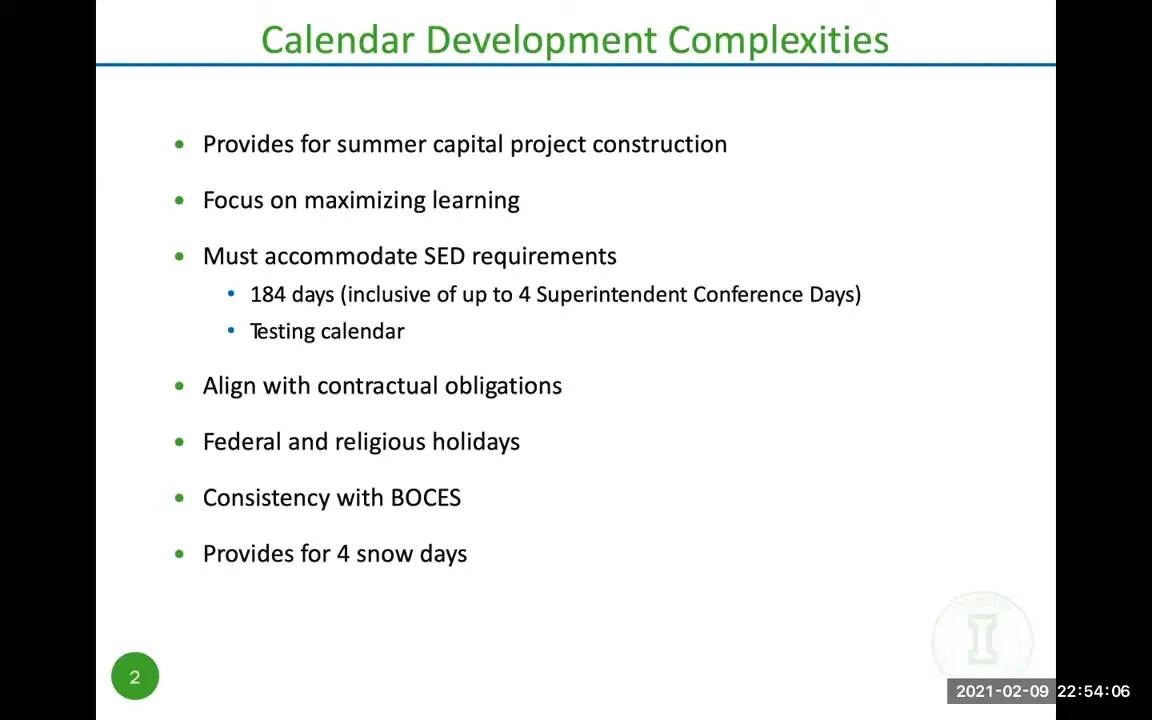 Calendar Development Complexities
• Provides for summer capital project construction
• Focus on maximizing learning
• Must accommodate SED requirements
• 184 days (inclusive of up to 4 Superintendent Conference Days)
• Testing calendar
• Align with contractual obligations
• Federal and religious holidays
• Consistency with BOCES
• Provides for 4 snow days
I
2
2021-02-09 22:54:06